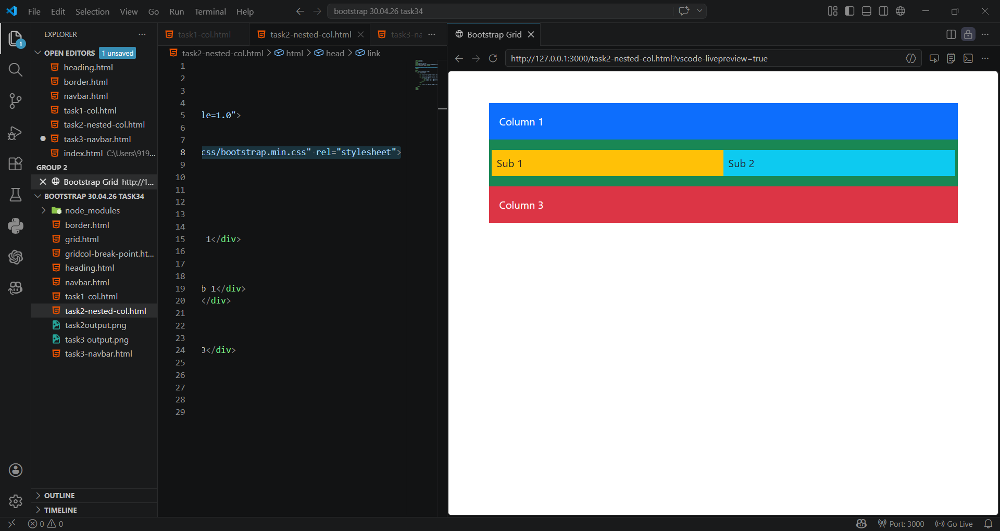 File Edit Selection View Go Run Terminal Help
bootstrap 30.04.26 task34
EXPLORER
OPEN EDITORS 1 unsaved
heading.html
border.html
navbar.html
task1-col.html
task2-nested-col.html
task3-navbar.html
index.html C:\Users\919...
GROUP 2
Bootstrap Grid http://1...
BOOTSTRAP 30.04.26 TASK34
node_modules
border.html
grid.html
gridcol-break-point.ht...
heading.html
navbar.html
task1-col.html
task2-nested-col.html
task2output.png
task3 output.png
task3-navbar.html
OUTLINE
TIMELINE
1
task1-col.html
task2-nested-col.html
task3-na
task2-nested-col.html > html > head > link
1
2
3
4
5 le=1.0">
6
7
8 css/bootstrap.min.css" rel="stylesheet">
9
10
11
12
13
14
15 1</div>
16
17
18
19 b 1</div>
20 </div>
21
22
23
24 3</div>
25
26
27
28
29
Bootstrap Grid
http://127.0.0.1:3000/task2-nested-col.html?vscode-livepreview=true
Column 1
Sub 1
Sub 2
Column 3
0 0
Port: 3000
Go Live